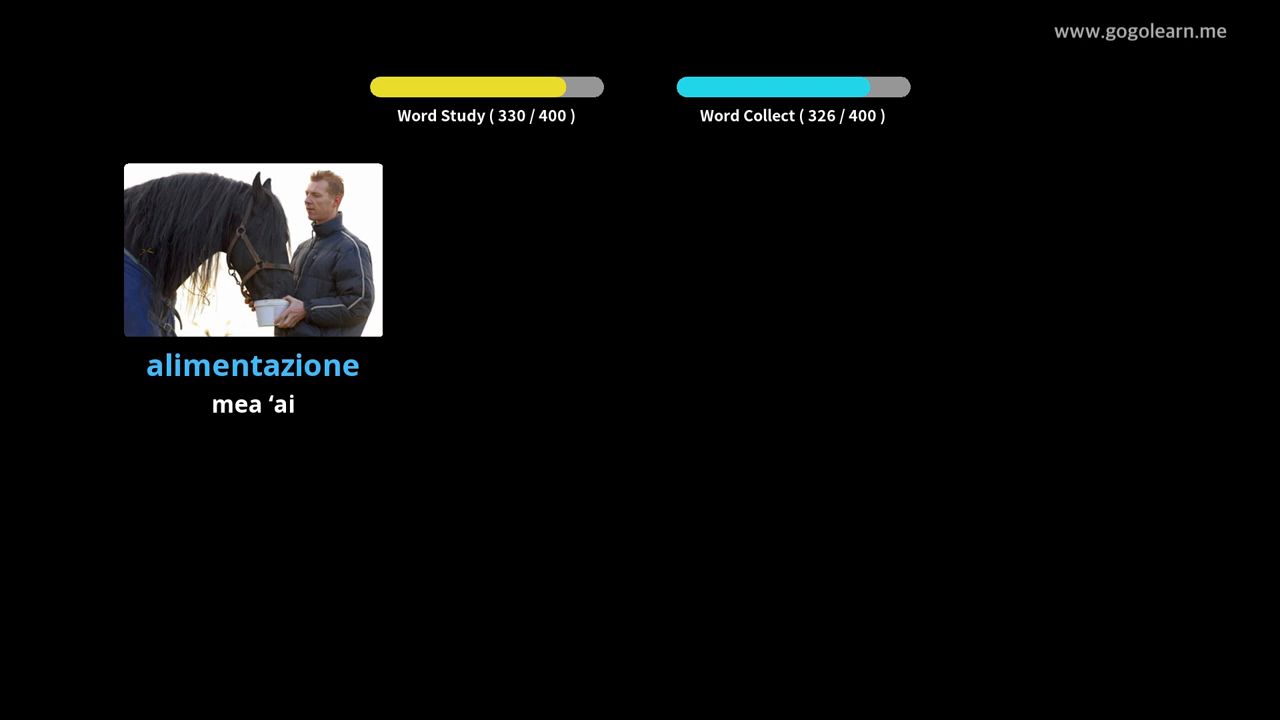 www.gogolearn.me
Word Study ( 330 / 400 )
Word Collect ( 326 / 400 )
alimentazione
mea ‘ai